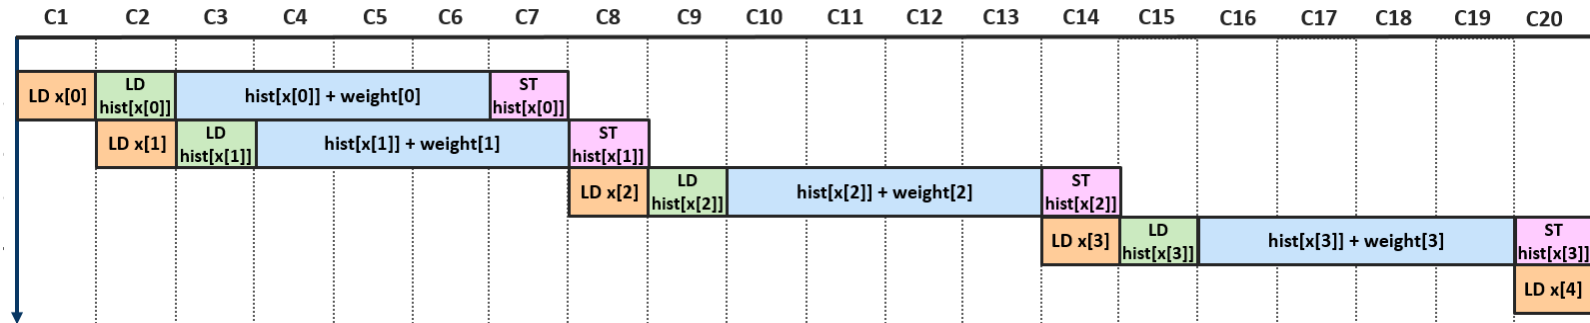 C1 C2 C3 C4 C5 C6 C7 C8 C9 C10 C11 C12 C13 C14 C15 C16 C17 C18 C19 C20
LD x[0]
LD
hist[x[0]]
hist[x[0]] + weight[0]
ST
hist[x[0]]
LD x[1]
LD
hist[x[1]]
hist[x[1]] + weight[1]
ST
hist[x[1]]
LD x[2]
LD
hist[x[2]]
hist[x[2]] + weight[2]
ST
hist[x[2]]
LD x[3]
LD
hist[x[3]]
hist[x[3]] + weight[3]
ST
hist[x[3]]
LD x[4]